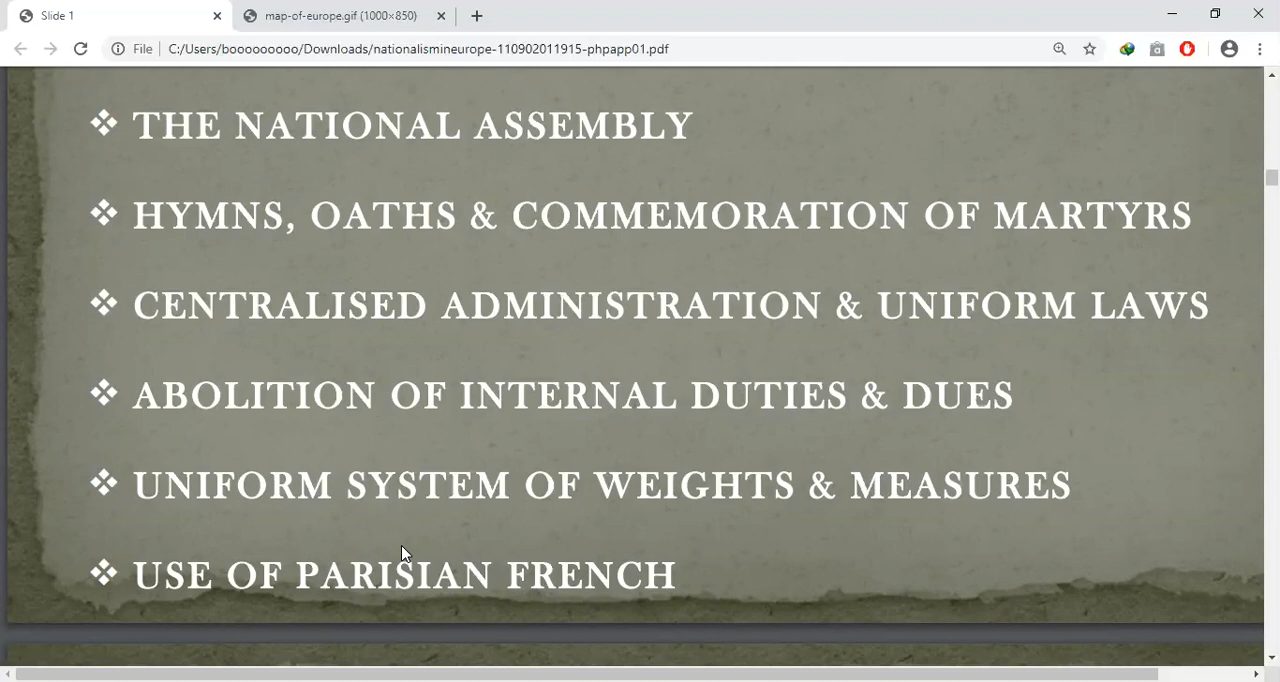 Slide 1
map-of-europe.gif (1000×850)
File C:/Users/boooooooooo/Downloads/nationalismineurope-110902011915-phpapp01.pdf
❖ THE NATIONAL ASSEMBLY
❖ HYMNS, OATHS & COMMEMORATION OF MARTYRS
❖ CENTRALISED ADMINISTRATION & UNIFORM LAWS
❖ ABOLITION OF INTERNAL DUTIES & DUES
❖ UNIFORM SYSTEM OF WEIGHTS & MEASURES
❖ USE OF PARISIAN FRENCH